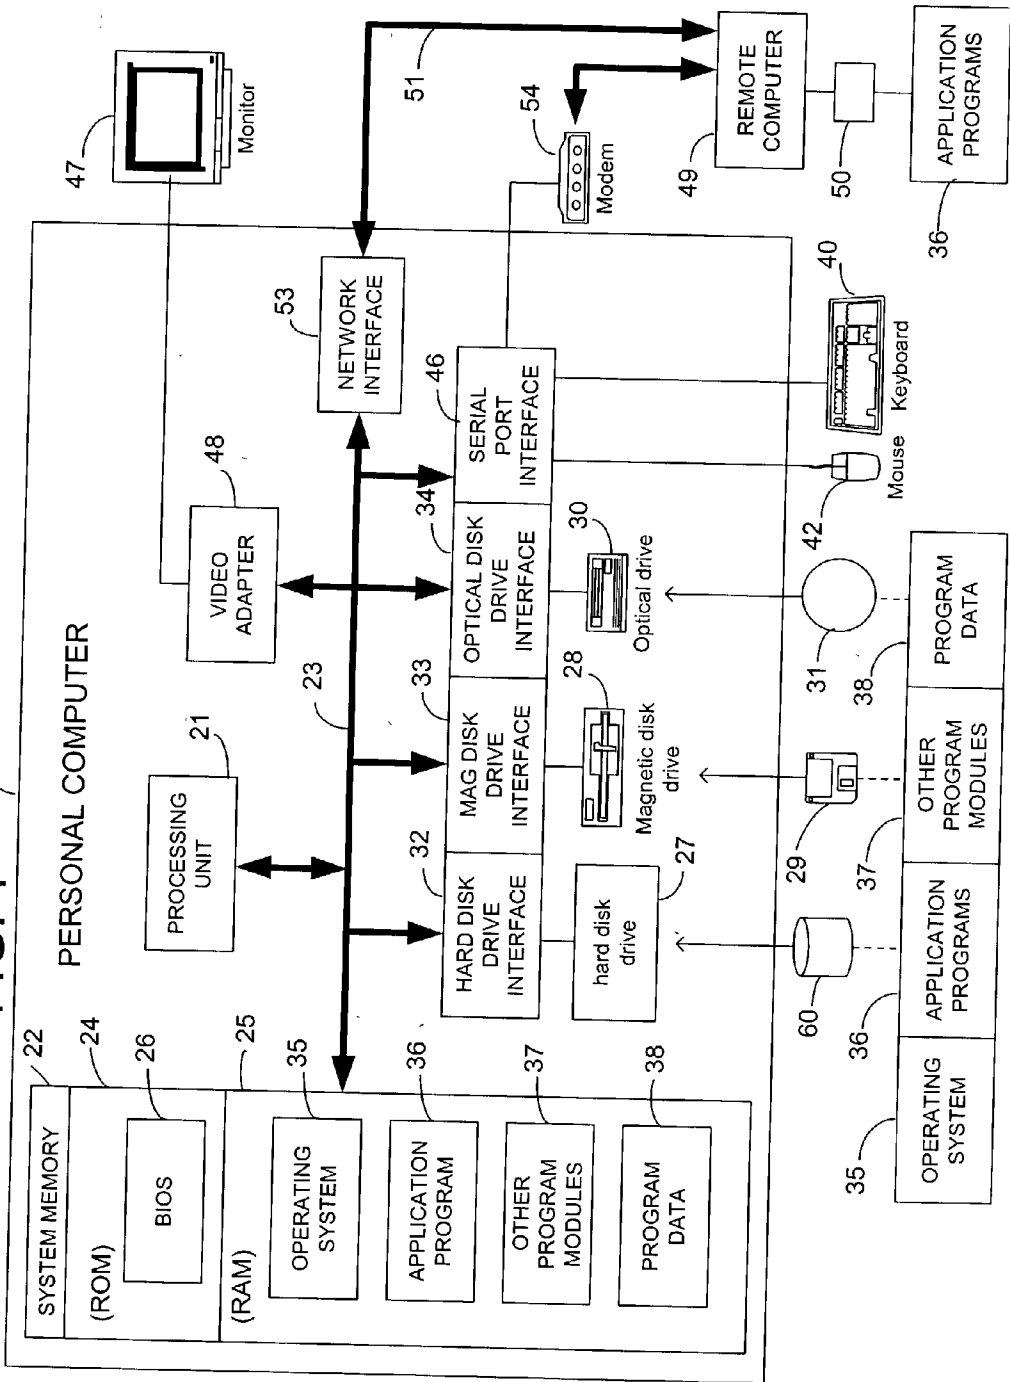 PERSONAL COMPUTER
SYSTEM MEMORY
22
(ROM)
24
BIOS
26
(RAM)
25
OPERATING
SYSTEM
35
APPLICATION
PROGRAM
36
OTHER
PROGRAM
MODULES
37
PROGRAM
DATA
38
PROCESSING
UNIT
21
23
VIDEO
ADAPTER
48
47
Monitor
NETWORK
INTERFACE
53
51
HARD DISK
DRIVE
INTERFACE
32
MAG DISK
DRIVE
INTERFACE
33
OPTICAL DISK
DRIVE
INTERFACE
34
SERIAL
PORT
INTERFACE
46
54
Modem
hard disk
drive
27
28
Magnetic disk
drive
30
Optical drive
REMOTE
COMPUTER
49
50
APPLICATION
PROGRAMS
36
60
29
31
42
Mouse
40
Keyboard
35
OPERATING
SYSTEM
36
APPLICATION
PROGRAMS
37
OTHER
PROGRAM
MODULES
38
PROGRAM
DATA